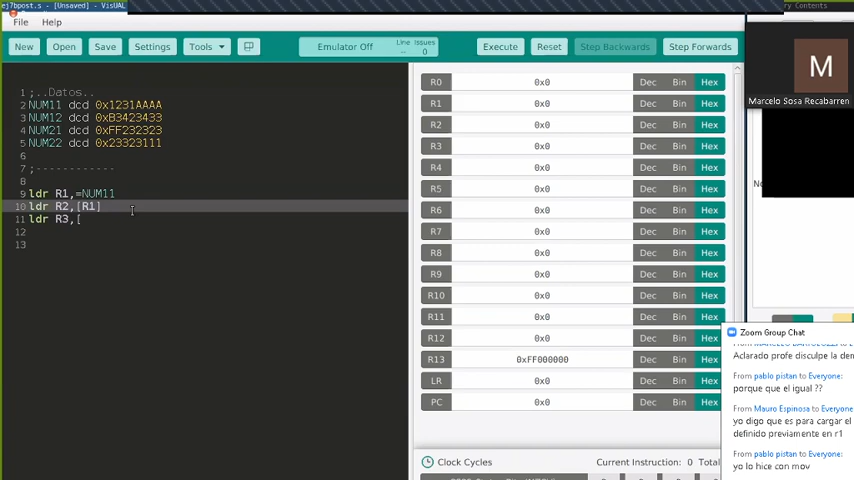 ej7bpost.s - [Unsaved] - VisUAL
ry Contents
File Help
New Open Save Settings Tools Emulator Off Line Issues
1 -- Execute Reset Step Backwards Step Forwards
M
Marcelo Sosa Recabarren
1 ;..Datos..
2 NUM11 dcd 0x1231AAAA
3 NUM12 dcd 0xB3423433
4 NUM21 dcd 0xFF232323
5 NUM22 dcd 0x23323111
6
7 ;------------
8
9 ldr R1,=NUM11
10 ldr R2,[R1]
11 ldr R3,[
12
13
R0 0x0 Dec Bin Hex
R1 0x0 Dec Bin Hex
R2 0x0 Dec Bin Hex
R3 0x0 Dec Bin Hex
R4 0x0 Dec Bin Hex
R5 0x0 Dec Bin Hex
R6 0x0 Dec Bin Hex
R7 0x0 Dec Bin Hex
R8 0x0 Dec Bin Hex
R9 0x0 Dec Bin Hex
R10 0x0 Dec Bin Hex
R11 0x0 Dec Bin Hex
R12 0x0 Dec Bin Hex
R13 0xFF000000 Dec Bin Hex
LR 0x0 Dec Bin Hex
PC 0x0 Dec Bin Hex
Clock Cycles Current Instruction: 0 Total
Zoom Group Chat
Aclarado profe disculpe la den
From pablo pistan to Everyone:
porque que el igual ??
From Mauro Espinosa to Everyone
yo digo que es para cargar el
definido previamente en r1
From pablo pistan to Everyone:
yo lo hice con mov